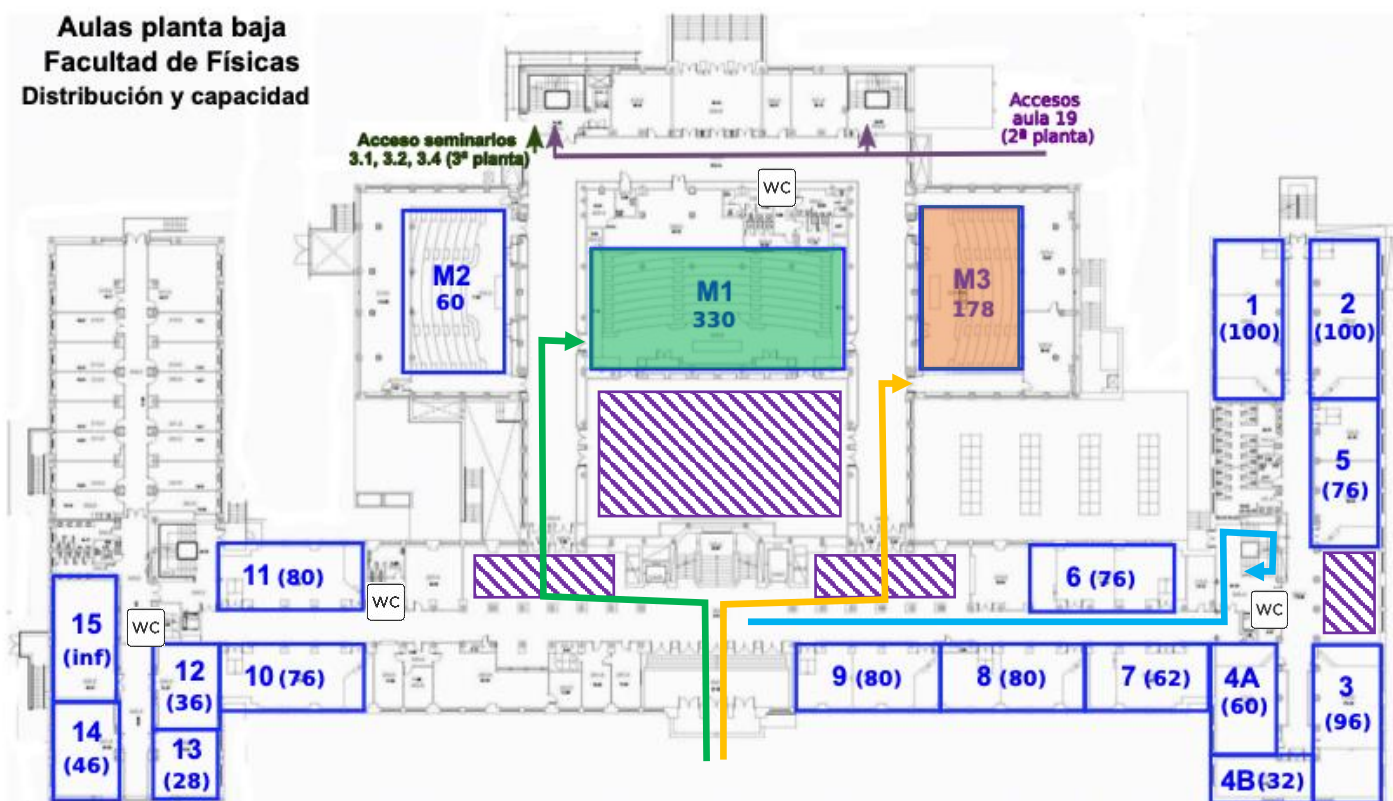 Aulas planta baja
Facultad de Físicas
Distribución y capacidad
Accesos
aula 19
(2ª planta)
Acceso seminarios
3.1, 3.2, 3.4 (3ª planta)
WC
M2
60
M1
330
M3
178
1
(100)
2
(100)
5
(76)
11 (80)
6 (76)
WC
WC
WC
15
(inf)
12
(36)
10 (76)
9 (80)
8 (80)
7 (62)
4A
(60)
3
(96)
14
(46)
13
(28)
4B (32)